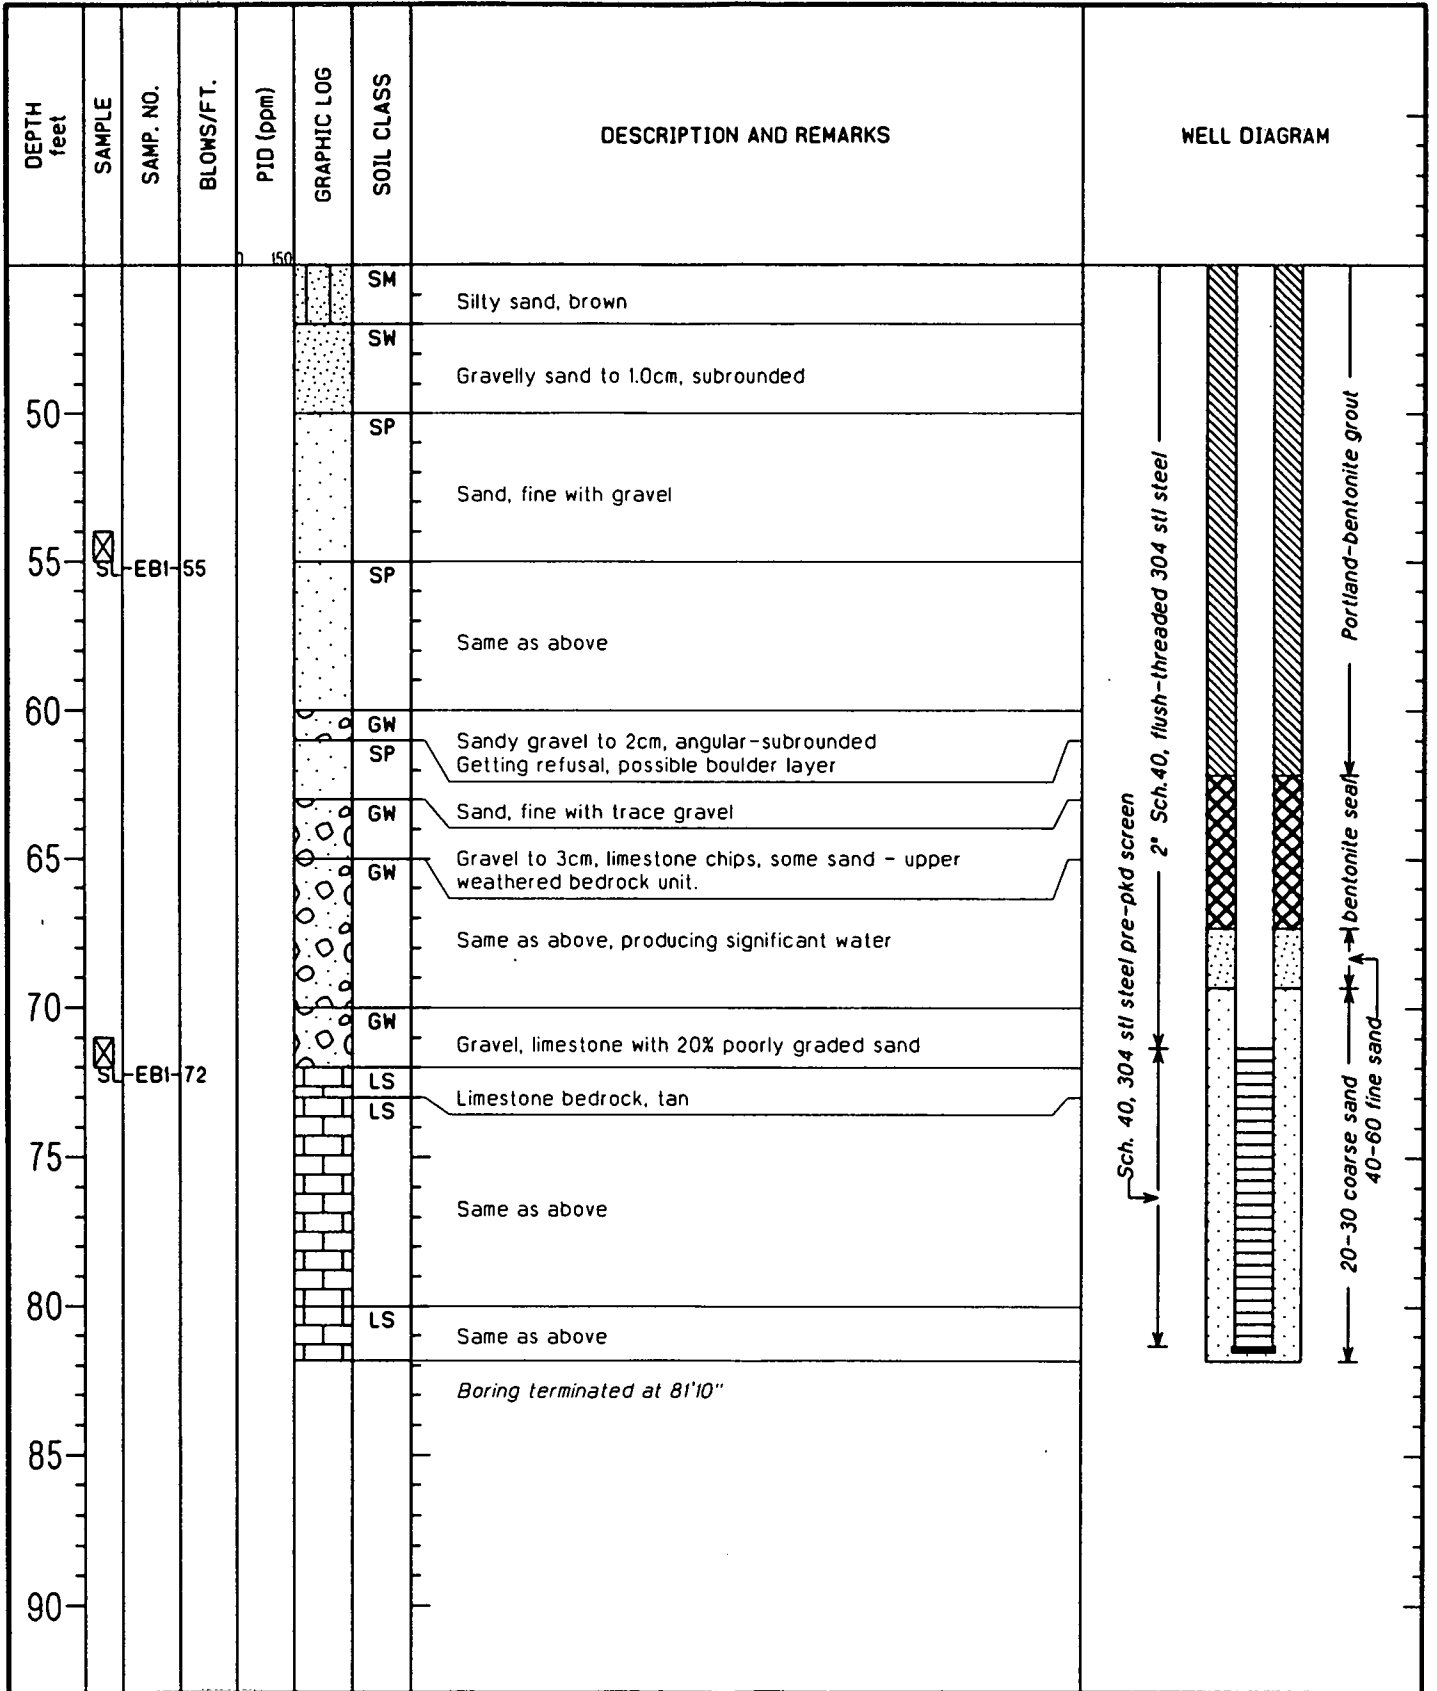 DEPTH
feet
SAMPLE
SAMP. NO.
BLOWS/FT.
PID (ppm)
GRAPHIC LOG
SOIL CLASS
DESCRIPTION AND REMARKS
WELL DIAGRAM
0 150
SM
Silty sand, brown
SW
Gravelly sand to 1.0cm, subrounded
50
SP
Sand, fine with gravel
55
SL-EB1-55
SP
Same as above
60
GW
Sandy gravel to 2cm, angular-subrounded
Getting refusal, possible boulder layer
SP
Sand, fine with trace gravel
GW
Gravel to 3cm, limestone chips, some sand - upper
weathered bedrock unit.
65
GW
Same as above, producing significant water
70
GW
Gravel, limestone with 20% poorly graded sand
SL-EB1-72
LS
Limestone bedrock, tan
LS
75
Same as above
80
LS
Same as above
Boring terminated at 81'10"
85
90
Sch. 40, 304 stl steel pre-pkd screen
2" Sch.40, flush-threaded 304 stl steel
Portland-bentonite grout
bentonite seal
20-30 coarse sand
40-60 fine sand